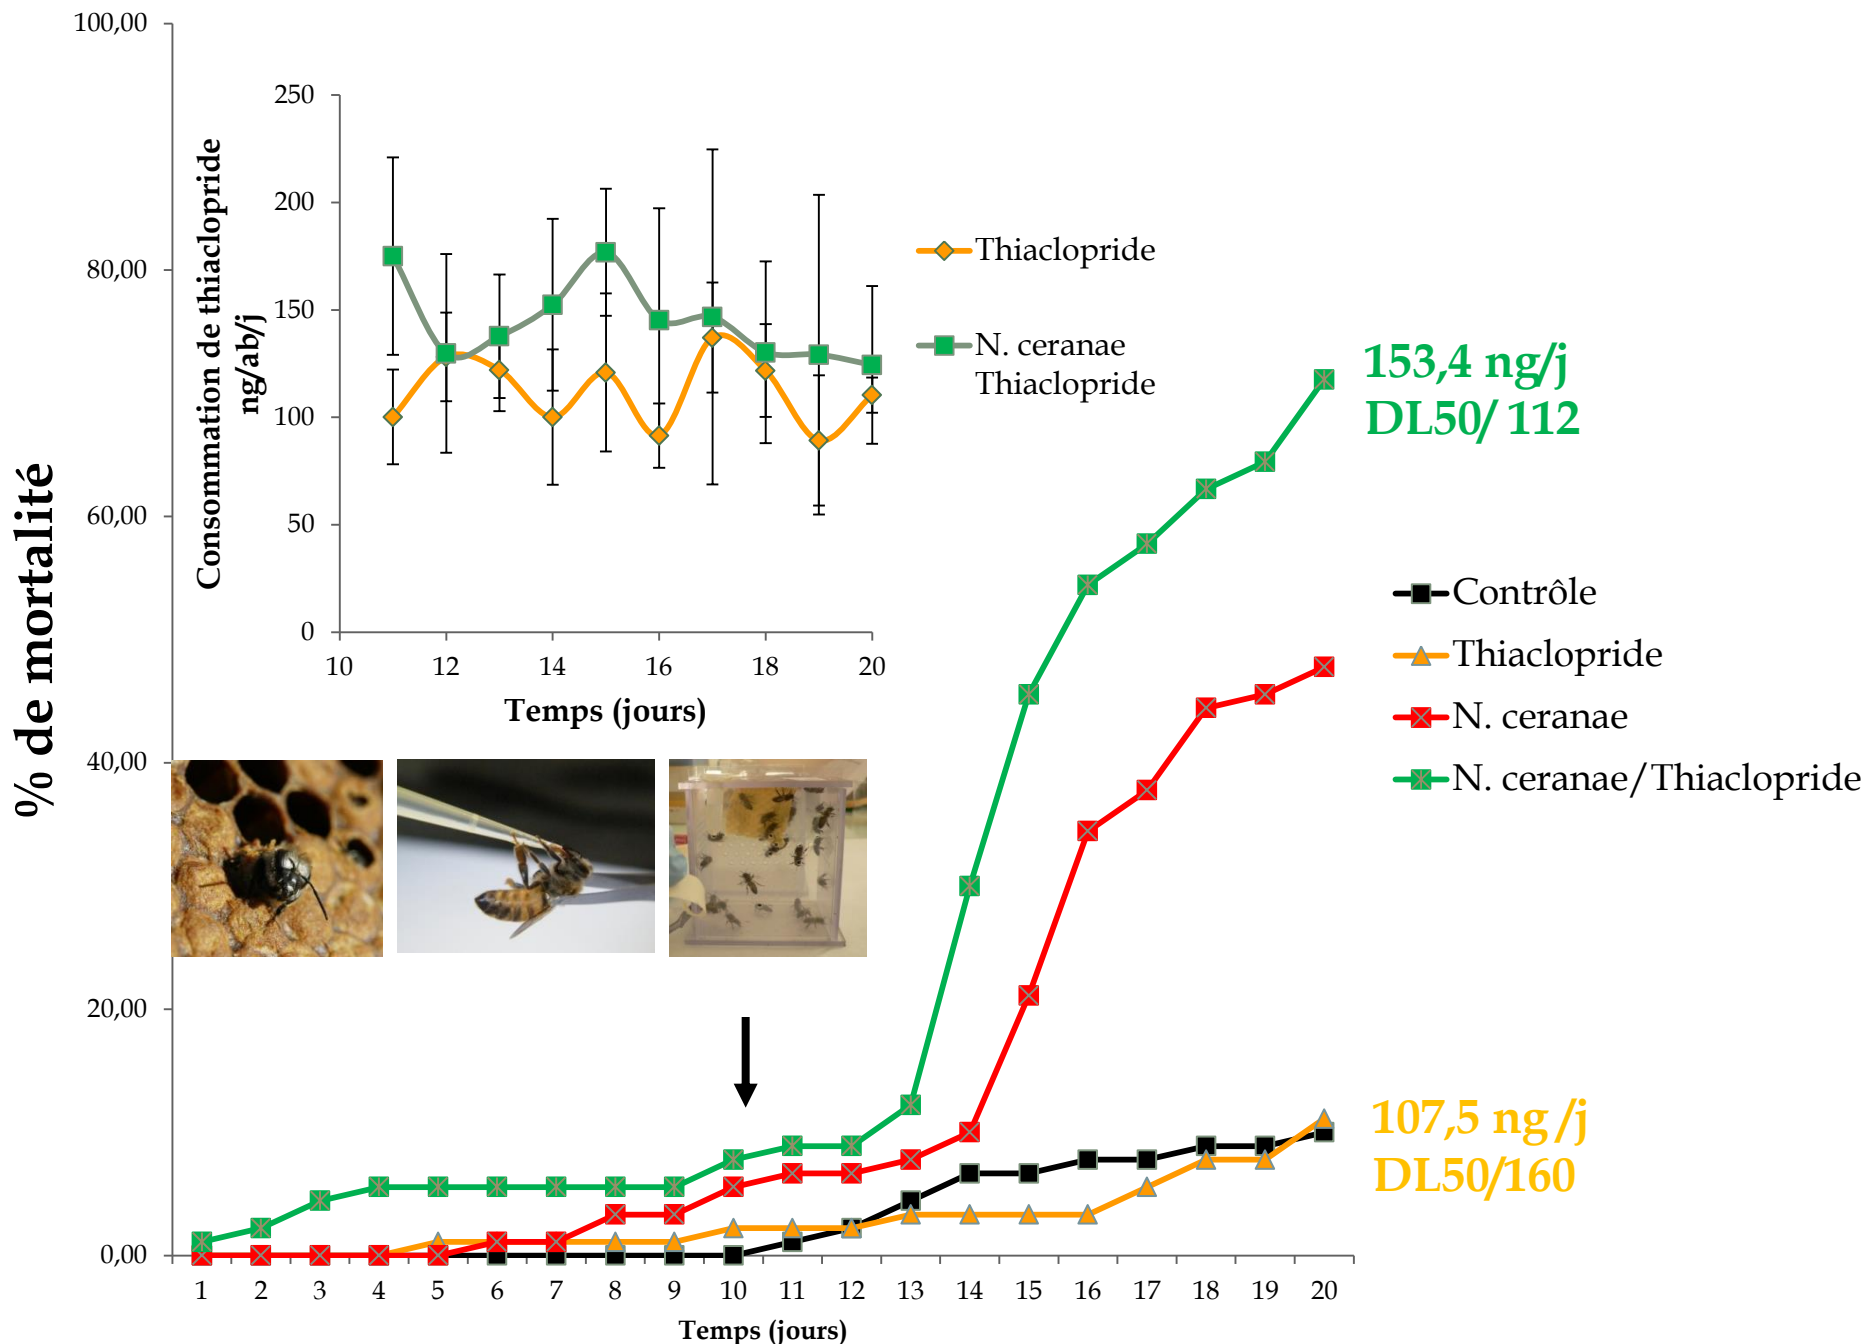 100,00
80,00
60,00
40,00
20,00
0,00
% de mortalité
1 2 3 4 5 6 7 8 9 10 11 12 13 14 15 16 17 18 19 20
Temps (jours)
250
200
150
100
50
0
Consommation de thiaclopride
ng/ab/j
10 12 14 16 18 20
Temps (jours)
Thiaclopride
N. ceranae
Thiaclopride
153,4 ng/j
DL50/ 112
Contrôle
Thiaclopride
N. ceranae
N. ceranae/Thiaclopride
107,5 ng /j
DL50/160